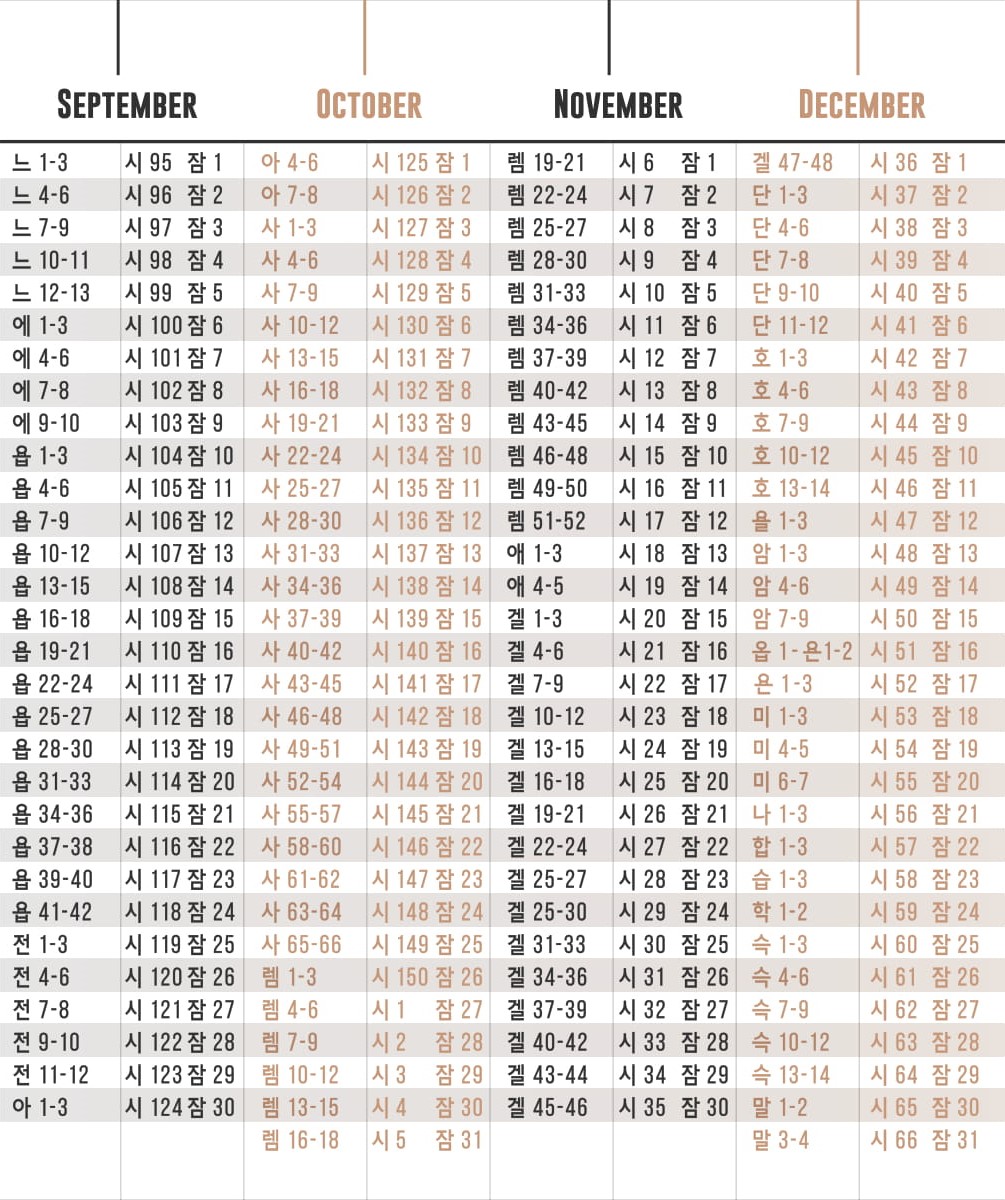 September October November December
느 1-3 시 95 잠 1 아 4-6 시 125 잠 1 렘 19-21 시 6 잠 1 겔 47-48 시 36 잠 1
느 4-6 시 96 잠 2 아 7-8 시 126 잠 2 렘 22-24 시 7 잠 2 단 1-3 시 37 잠 2
느 7-9 시 97 잠 3 사 1-3 시 127 잠 3 렘 25-27 시 8 잠 3 단 4-6 시 38 잠 3
느 10-11 시 98 잠 4 사 4-6 시 128 잠 4 렘 28-30 시 9 잠 4 단 7-8 시 39 잠 4
느 12-13 시 99 잠 5 사 7-9 시 129 잠 5 렘 31-33 시 10 잠 5 단 9-10 시 40 잠 5
에 1-3 시 100 잠 6 사 10-12 시 130 잠 6 렘 34-36 시 11 잠 6 단 11-12 시 41 잠 6
에 4-6 시 101 잠 7 사 13-15 시 131 잠 7 렘 37-39 시 12 잠 7 호 1-3 시 42 잠 7
에 7-8 시 102 잠 8 사 16-18 시 132 잠 8 렘 40-42 시 13 잠 8 호 4-6 시 43 잠 8
에 9-10 시 103 잠 9 사 19-21 시 133 잠 9 렘 43-45 시 14 잠 9 호 7-9 시 44 잠 9
욥 1-3 시 104 잠 10 사 22-24 시 134 잠 10 렘 46-48 시 15 잠 10 호 10-12 시 45 잠 10
욥 4-6 시 105 잠 11 사 25-27 시 135 잠 11 렘 49-50 시 16 잠 11 호 13-14 시 46 잠 11
욥 7-9 시 106 잠 12 사 28-30 시 136 잠 12 렘 51-52 시 17 잠 12 욜 1-3 시 47 잠 12
욥 10-12 시 107 잠 13 사 31-33 시 137 잠 13 애 1-3 시 18 잠 13 암 1-3 시 48 잠 13
욥 13-15 시 108 잠 14 사 34-36 시 138 잠 14 애 4-5 시 19 잠 14 암 4-6 시 49 잠 14
욥 16-18 시 109 잠 15 사 37-39 시 139 잠 15 겔 1-3 시 20 잠 15 암 7-9 시 50 잠 15
욥 19-21 시 110 잠 16 사 40-42 시 140 잠 16 겔 4-6 시 21 잠 16 옵 1- 욘1-2 시 51 잠 16
욥 22-24 시 111 잠 17 사 43-45 시 141 잠 17 겔 7-9 시 22 잠 17 욘 1-3 시 52 잠 17
욥 25-27 시 112 잠 18 사 46-48 시 142 잠 18 겔 10-12 시 23 잠 18 미 1-3 시 53 잠 18
욥 28-30 시 113 잠 19 사 49-51 시 143 잠 19 겔 13-15 시 24 잠 19 미 4-5 시 54 잠 19
욥 31-33 시 114 잠 20 사 52-54 시 144 잠 20 겔 16-18 시 25 잠 20 미 6-7 시 55 잠 20
욥 34-36 시 115 잠 21 사 55-57 시 145 잠 21 겔 19-21 시 26 잠 21 나 1-3 시 56 잠 21
욥 37-38 시 116 잠 22 사 58-60 시 146 잠 22 겔 22-24 시 27 잠 22 합 1-3 시 57 잠 22
욥 39-40 시 117 잠 23 사 61-62 시 147 잠 23 겔 25-27 시 28 잠 23 습 1-3 시 58 잠 23
욥 41-42 시 118 잠 24 사 63-64 시 148 잠 24 겔 25-30 시 29 잠 24 학 1-2 시 59 잠 24
전 1-3 시 119 잠 25 사 65-66 시 149 잠 25 겔 31-33 시 30 잠 25 슥 1-3 시 60 잠 25
전 4-6 시 120 잠 26 렘 1-3 시 150 잠 26 겔 34-36 시 31 잠 26 슥 4-6 시 61 잠 26
전 7-8 시 121 잠 27 렘 4-6 시 1 잠 27 겔 37-39 시 32 잠 27 슥 7-9 시 62 잠 27
전 9-10 시 122 잠 28 렘 7-9 시 2 잠 28 겔 40-42 시 33 잠 28 슥 10-12 시 63 잠 28
전 11-12 시 123 잠 29 렘 10-12 시 3 잠 29 겔 43-44 시 34 잠 29 슥 13-14 시 64 잠 29
아 1-3 시 124 잠 30 렘 13-15 시 4 잠 30 겔 45-46 시 35 잠 30 말 1-2 시 65 잠 30
렘 16-18 시 5 잠 31 말 3-4 시 66 잠 31